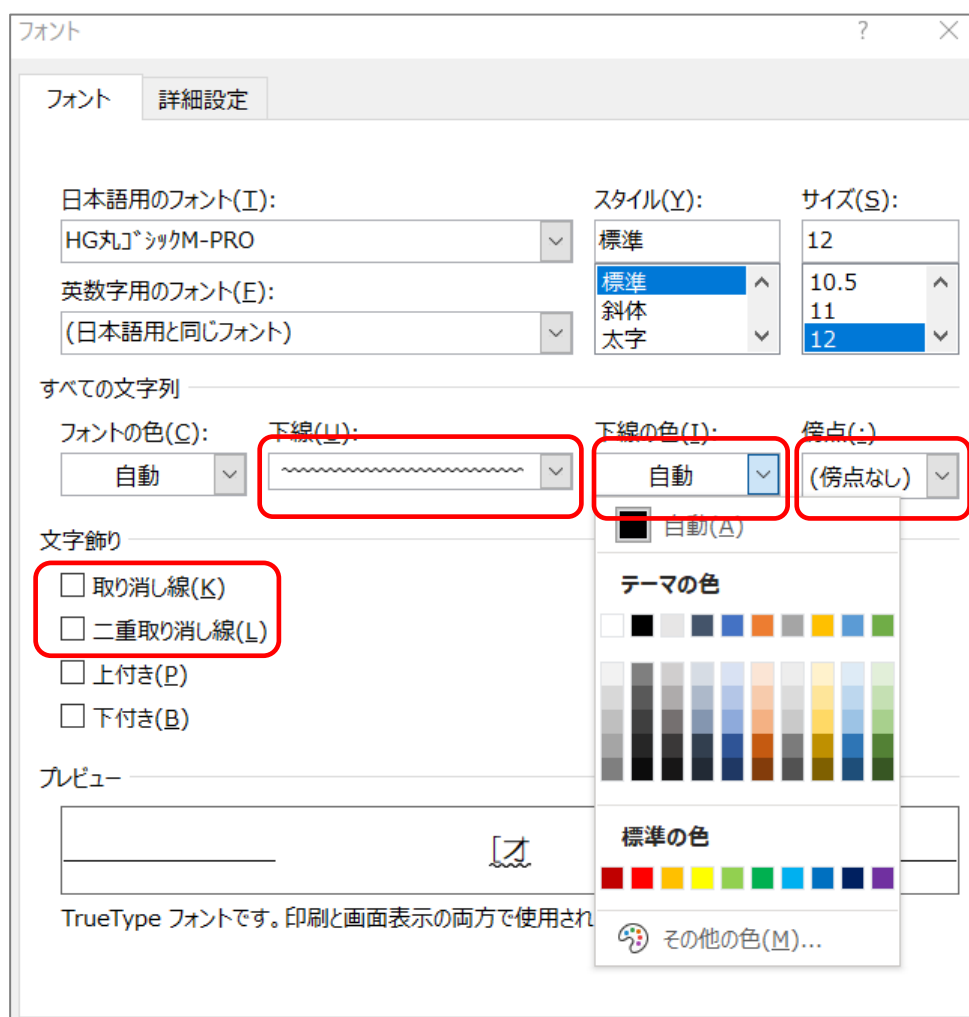 フォント ?
フォント 詳細設定
日本語用のフォント(T): スタイル(Y): サイズ(S):
HG丸ゴシックM-PRO 標準 12
標準 10.5
英数字用のフォント(F): 斜体 11
(日本語用と同じフォント) 太字 12
すべての文字列
フォントの色(C): 下線(U): 下線の色(I): 傍点(:)
自動 自動 (傍点なし)
自動(A)
文字飾り
テーマの色
取り消し線(K)
二重取り消し線(L)
上付き(P)
下付き(B)
プレビュー
標準の色
[オ
TrueType フォントです。印刷と画面表示の両方で使用され
その他の色(M)...